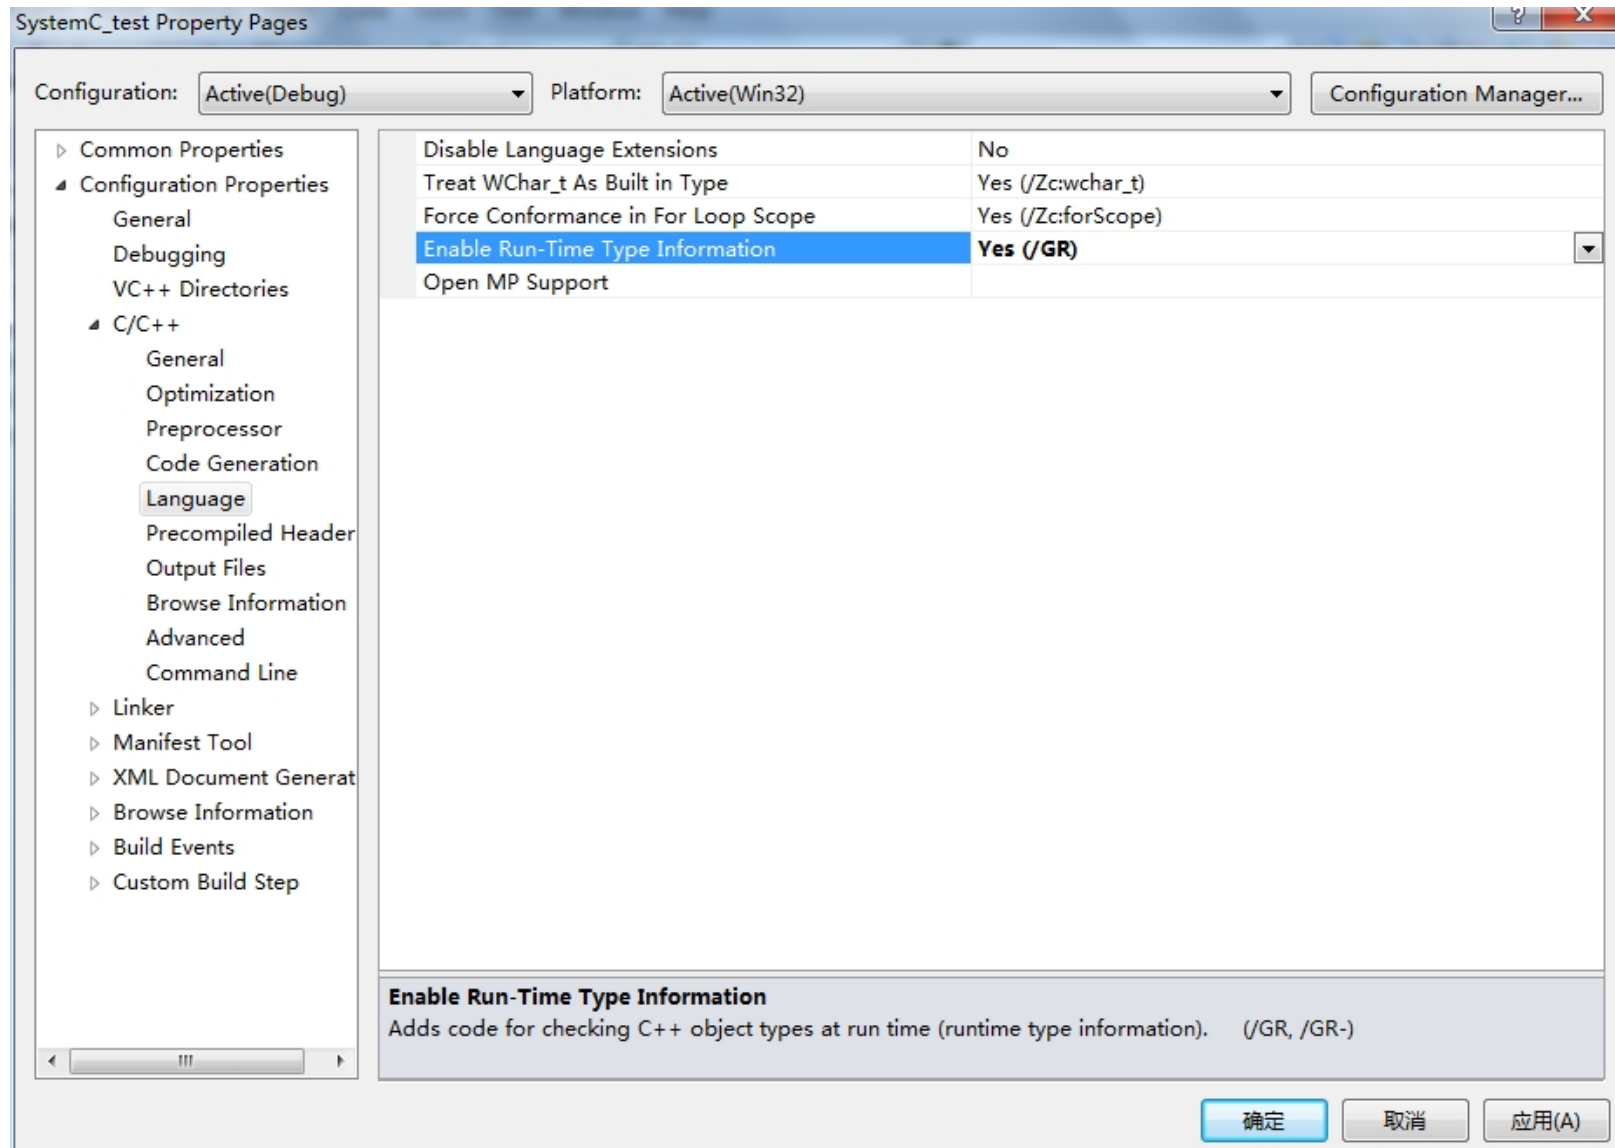 SystemC_test Property Pages
Configuration: Active(Debug) Platform: Active(Win32) Configuration Manager...
Common Properties
Configuration Properties
General
Debugging
VC++ Directories
C/C++
General
Optimization
Preprocessor
Code Generation
Language
Precompiled Header
Output Files
Browse Information
Advanced
Command Line
Linker
Manifest Tool
XML Document Generat
Browse Information
Build Events
Custom Build Step
Disable Language Extensions No
Treat WChar_t As Built in Type Yes (/Zc:wchar_t)
Force Conformance in For Loop Scope Yes (/Zc:forScope)
Enable Run-Time Type Information Yes (/GR)
Open MP Support
Enable Run-Time Type Information
Adds code for checking C++ object types at run time (runtime type information). (/GR, /GR-)
确定 取消 应用(A)